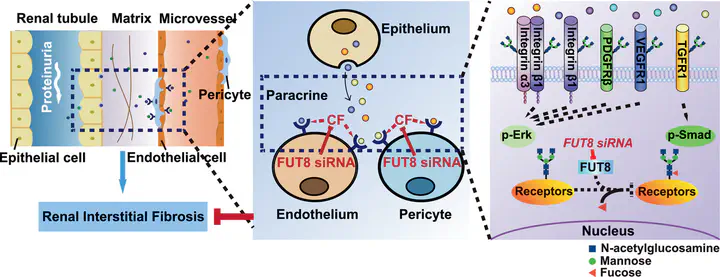 Renal tubule
Matrix
Microvessel
Proteinuria
Pericyte
Epithelial cell
Endothelial cell
Renal Interstitial Fibrosis
Epithelium
Paracrine
CF
CF
FUT8 siRNA
FUT8 siRNA
Endothelium
Pericyte
Integrin α3
Integrin β1
Integrin β1
PDGFRβ
VEGFR1
TGFR1
p-Erk
p-Smad
FUT8 siRNA
FUT8
Receptors
Receptors
Nucleus
N-acetylglucosamine
Mannose
Fucose